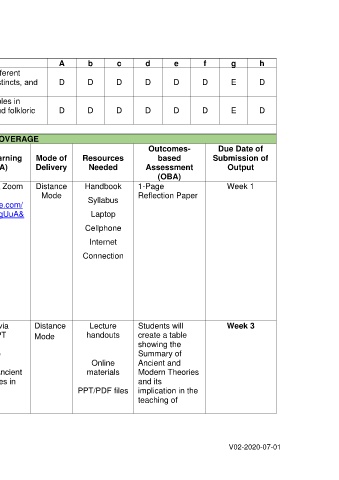 A b c d e f g h
fferent
stincts, and D D D D D D E D
bles in
nd folkloric D D D D D D E D
OVERAGE
arning
A)
Mode of
Delivery
Resources
Needed
Outcomes-
based
Assessment
(OBA)
Due Date of
Submission of
Output
Zoom
e.com/
gUuA&
Distance
Mode
Handbook
Syllabus
Laptop
Cellphone
Internet
Connection
1-Page
Reflection Paper
Week 1
via
PT
ncient
es in
Distance
Mode
Lecture
handouts
Online
materials
PPT/PDF files
Students will
create a table
showing the
Summary of
Ancient and
Modern Theories
and its
implication in the
teaching of
Week 3
V02-2020-07-01